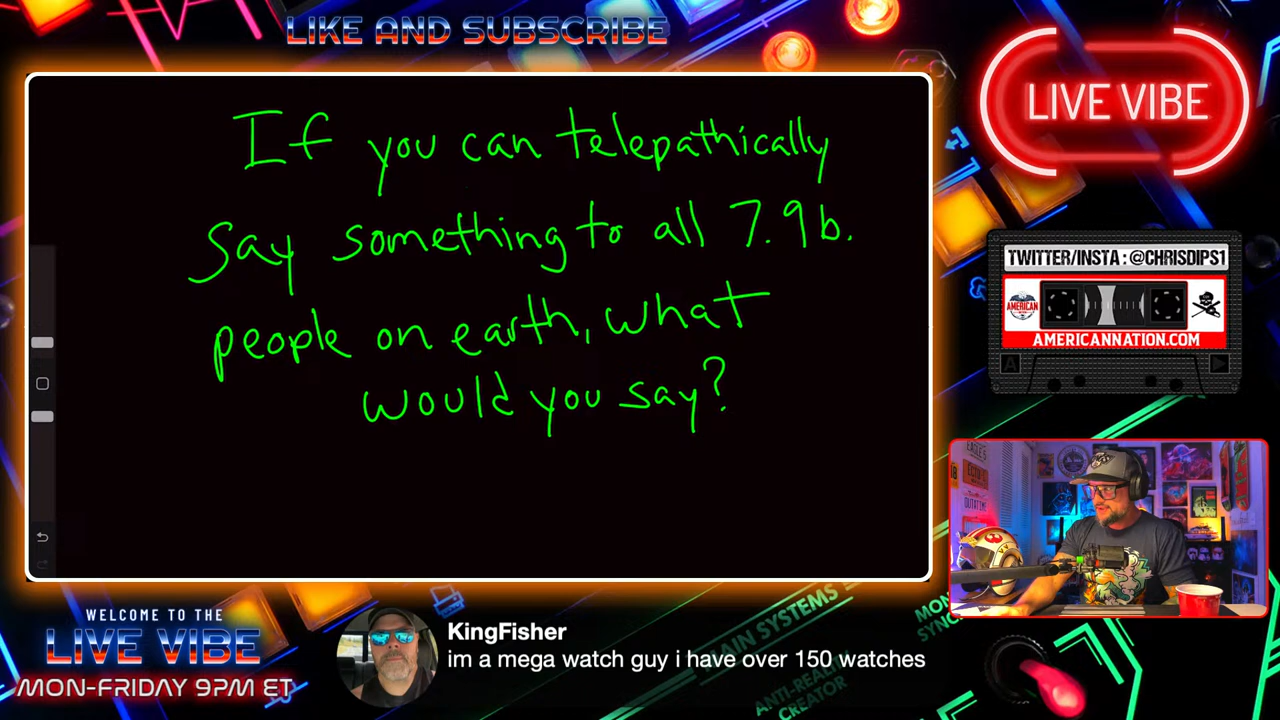 LIKE AND SUBSCRIBE
If you can telepathically
say something to all 7.9b.
people on earth, what
would you say?
LIVE VIBE
TWITTER/INSTA : @CHRISDIPS1
AMERICAN
AMERICANNATION.COM
A
OUTATIME
WELCOME TO THE
LIVE VIBE
MON-FRIDAY 9PM ET
KingFisher
im a mega watch guy i have over 150 watches